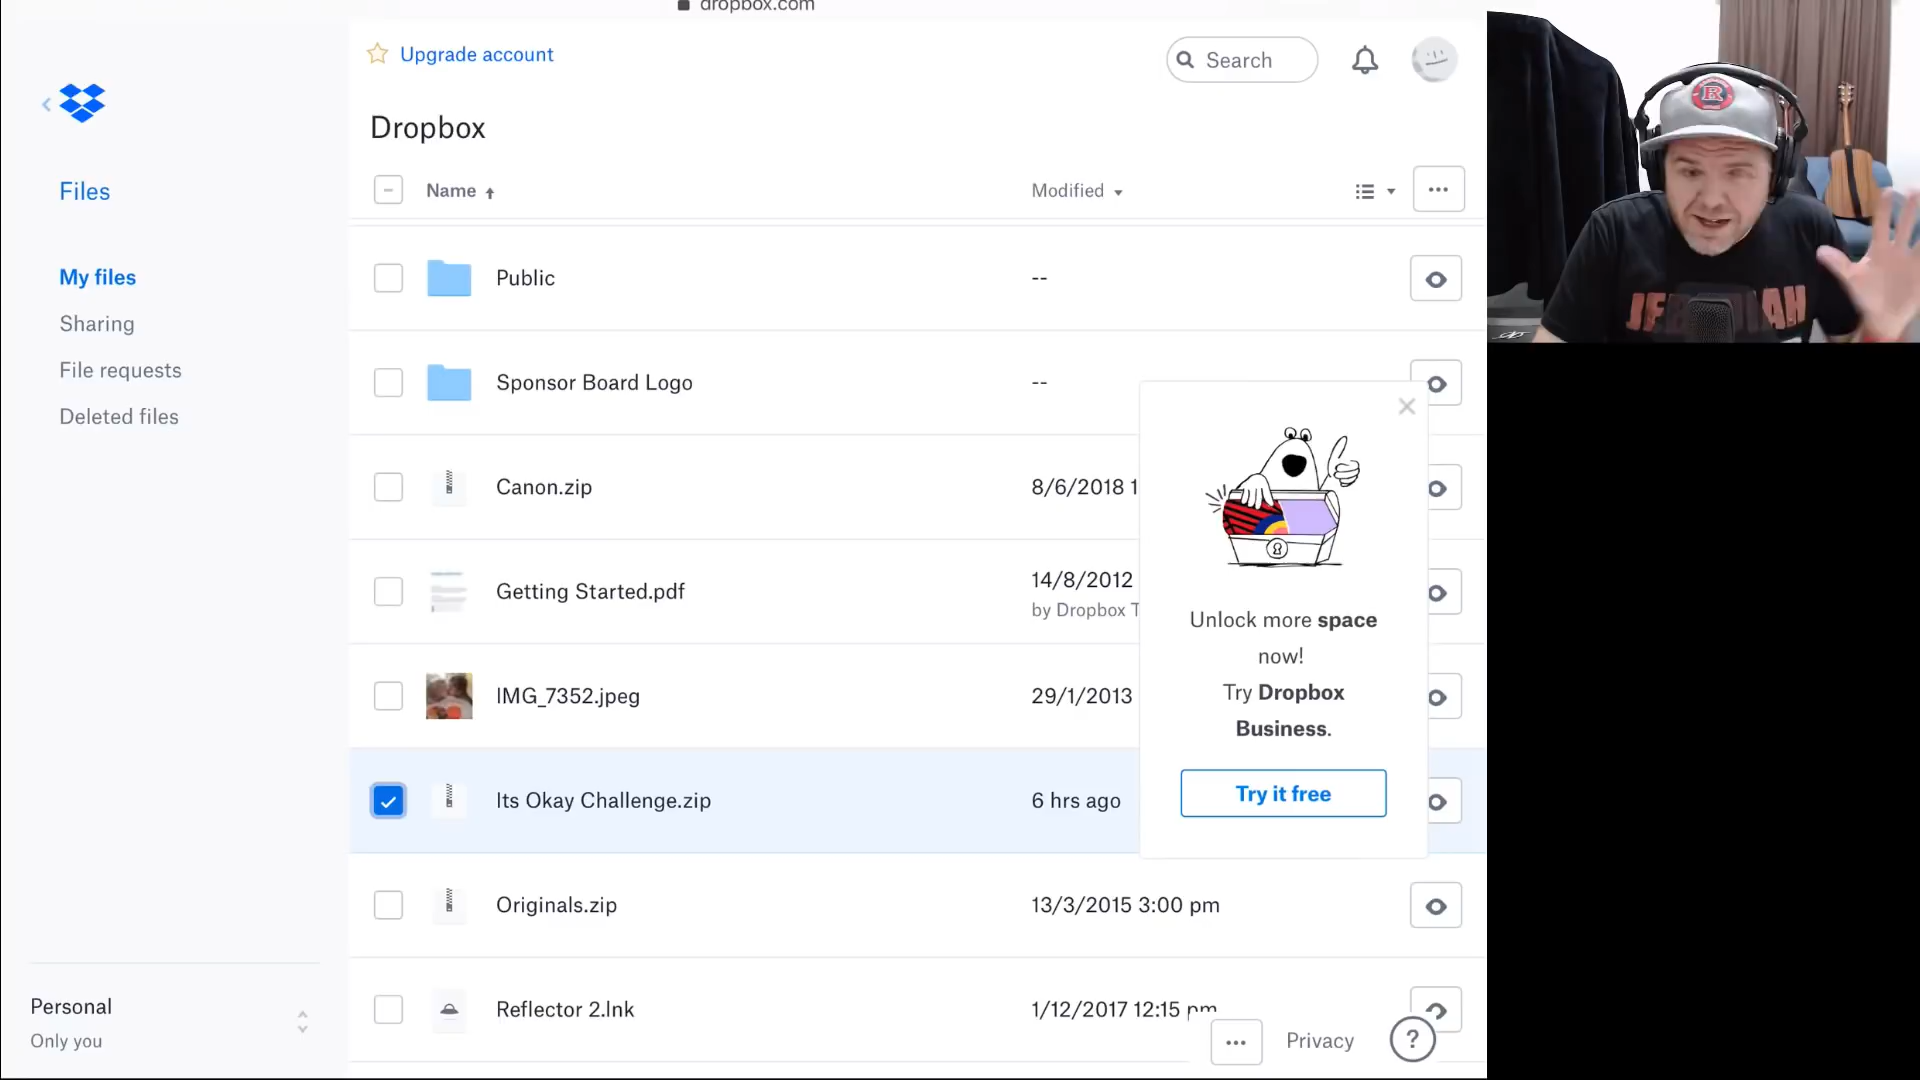 dropbox.com
Upgrade account
Search
Dropbox
Files
Name
Modified
My files
Public
--
Sharing
File requests
Sponsor Board Logo
--
Deleted files
Canon.zip
8/6/2018 1
Getting Started.pdf
14/8/2012
by Dropbox T
Unlock more space
now!
Try Dropbox
Business.
IMG_7352.jpeg
29/1/2013
Its Okay Challenge.zip
6 hrs ago
Try it free
Originals.zip
13/3/2015 3:00 pm
Personal
Only you
Reflector 2.lnk
1/12/2017 12:15 pm
Privacy
?
R